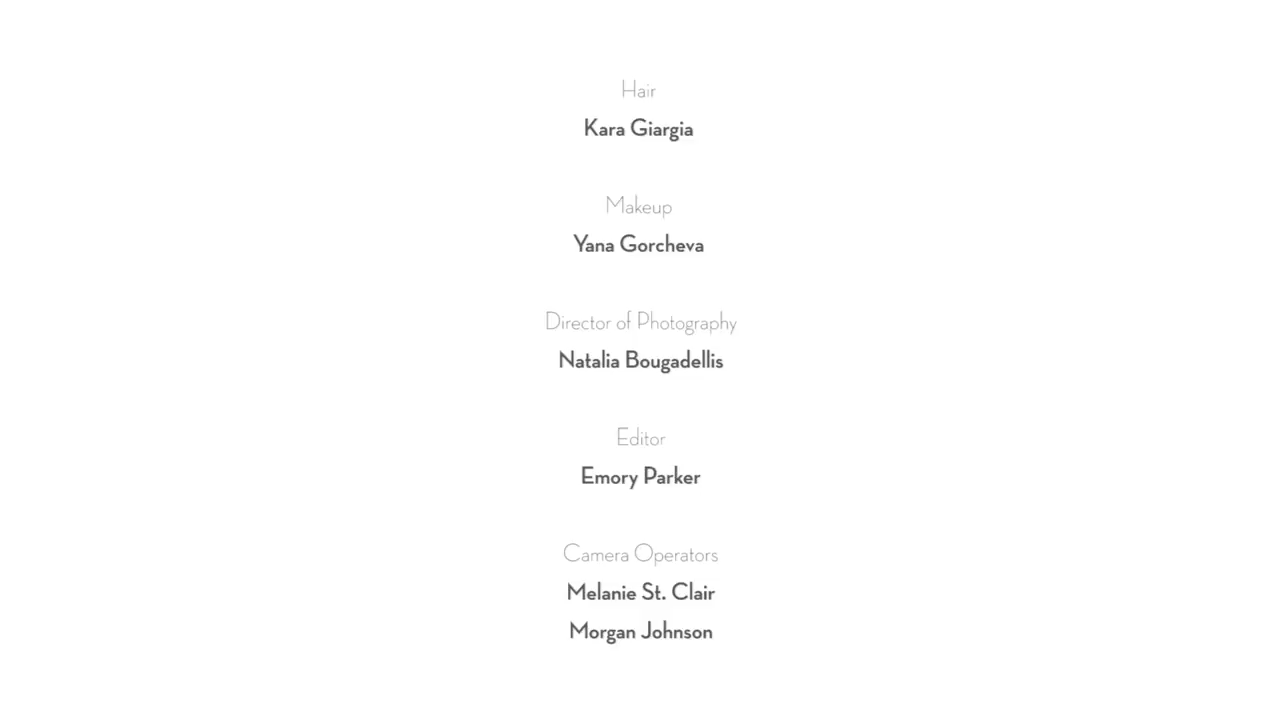 Hair
Kara Giargia
Makeup
Yana Gorcheva
Director of Photography
Natalia Bougadellis
Editor
Emory Parker
Camera Operators
Melanie St. Clair
Morgan Johnson